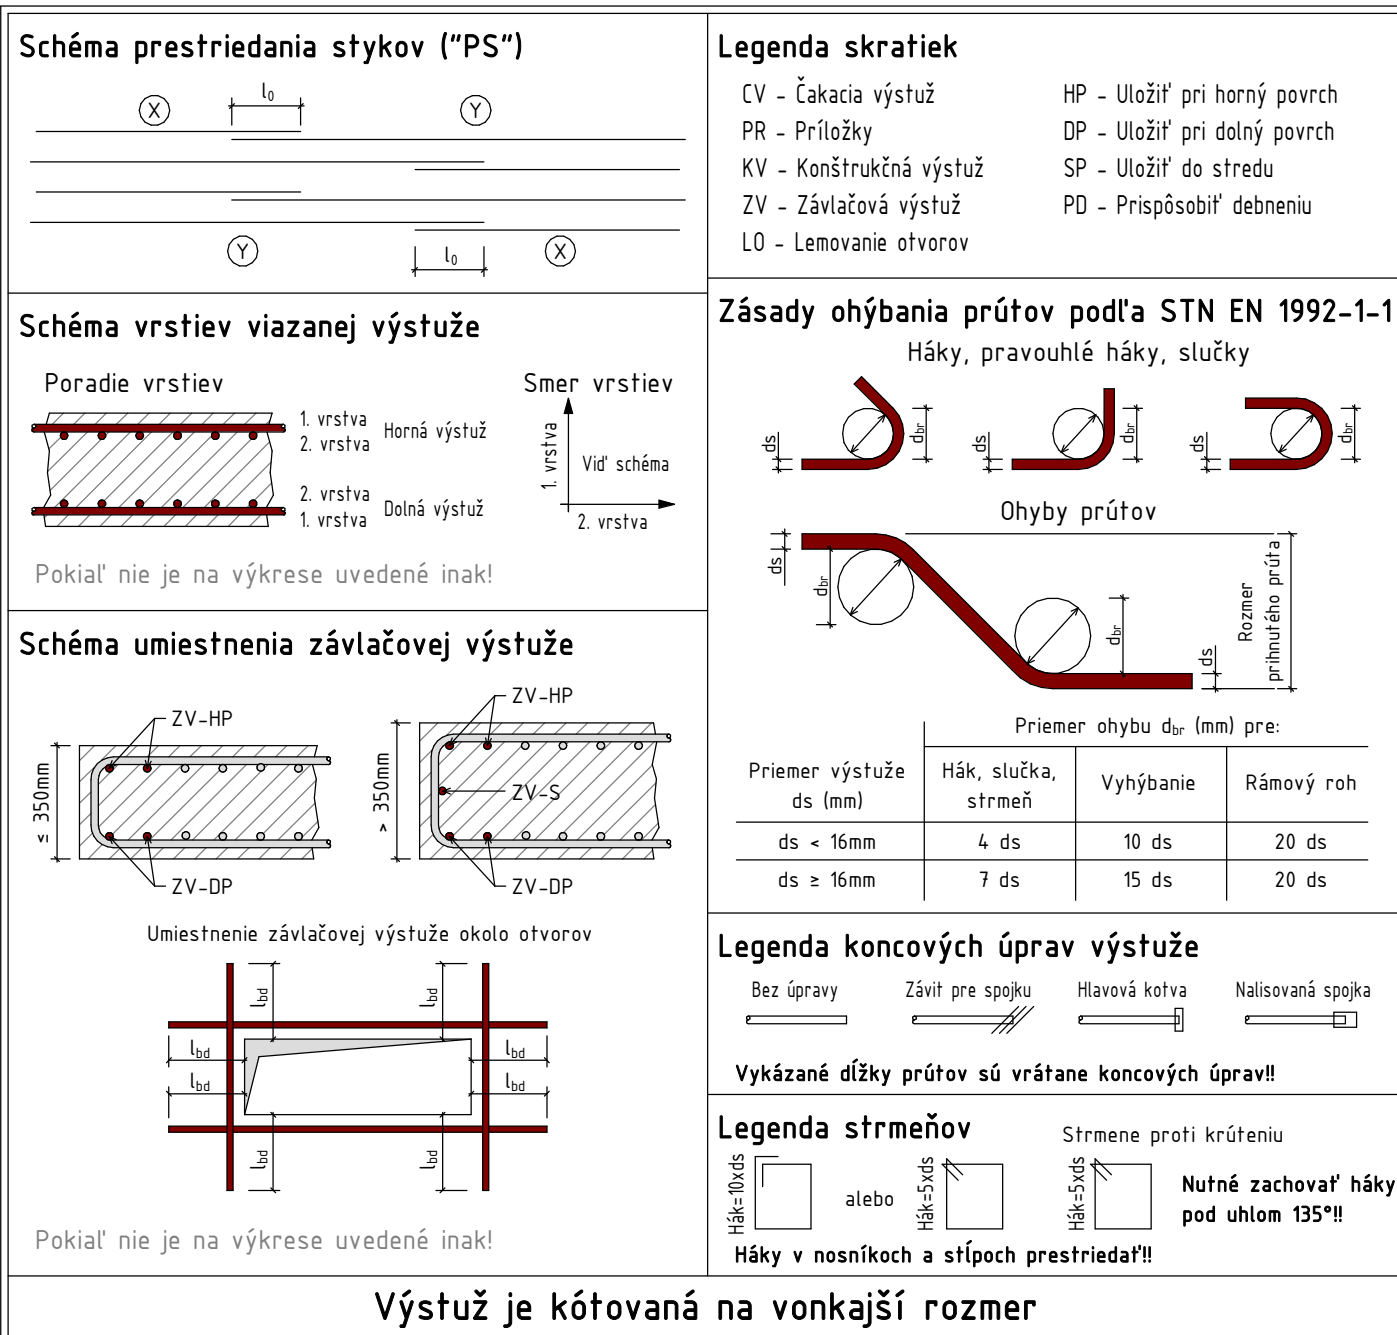 Schéma prestriedania stykov ("PS")
X
l0
Y
Y
l0
X
Schéma vrstiev viazanej výstuže
Poradie vrstiev
1. vrstva
2. vrstva
Horná výstuž
2. vrstva
1. vrstva
Dolná výstuž
Smer vrstiev
1. vrstva
Viď schéma
2. vrstva
Pokiaľ nie je na výkrese uvedené inak!
Schéma umiestnenia závlačovej výstuže
ZV-HP
≤ 350mm
ZV-DP
ZV-HP
> 350mm
ZV-S
ZV-DP
Umiestnenie závlačovej výstuže okolo otvorov
lbd
lbd
lbd
lbd
lbd
lbd
lbd
lbd
Pokiaľ nie je na výkrese uvedené inak!
Legenda skratiek
CV - Čakacia výstuž
PR - Príložky
KV - Konštrukčná výstuž
ZV - Závlačová výstuž
LO - Lemovanie otvorov
HP - Uložiť pri horný povrch
DP - Uložiť pri dolný povrch
SP - Uložiť do stredu
PD - Prispôsobiť debneniu
Zásady ohýbania prútov podľa STN EN 1992-1-1
Háky, pravouhlé háky, slučky
ds
dbr
ds
dbr
ds
dbr
Ohyby prútov
ds
dbr
dbr
ds
Rozmer
prihnutého prúta
Priemer ohybu dbr (mm) pre:
Priemer výstuže
ds (mm)
Hák, slučka,
strmeň
Vyhýbanie
Rámový roh
ds < 16mm
4 ds
10 ds
20 ds
ds ≥ 16mm
7 ds
15 ds
20 ds
Legenda koncových úprav výstuže
Bez úpravy
Závit pre spojku
Hlavová kotva
Nalisovaná spojka
Vykázané dĺžky prútov sú vrátane koncových úprav!!
Legenda strmeňov
Strmene proti krúteniu
Hák=10xds
alebo
Hák=5xds
Hák=5xds
Nutné zachovať háky
pod uhlom 135°!!
Háky v nosníkoch a stĺpoch prestriedať!!
Výstuž je kótovaná na vonkajší rozmer